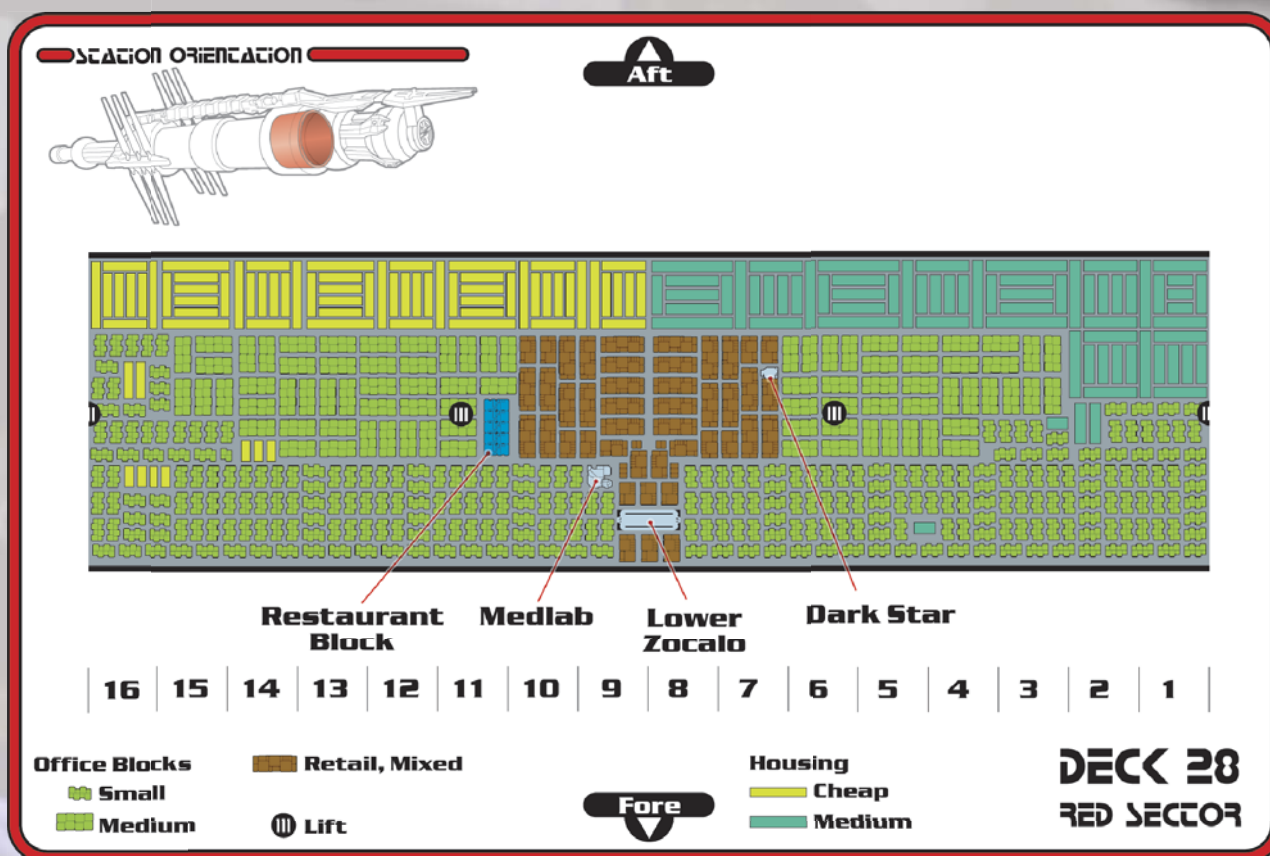 STATION ORIENTATION
Aft
Restaurant
Block
Medlab
Lower
Zocalo
Dark Star
16 15 14 13 12 11 10 9 8 7 6 5 4 3 2 1
Office Blocks
Small
Medium
Retail, Mixed
Lift
Fore
Housing
Cheap
Medium
DECK 28
RED SECTOR